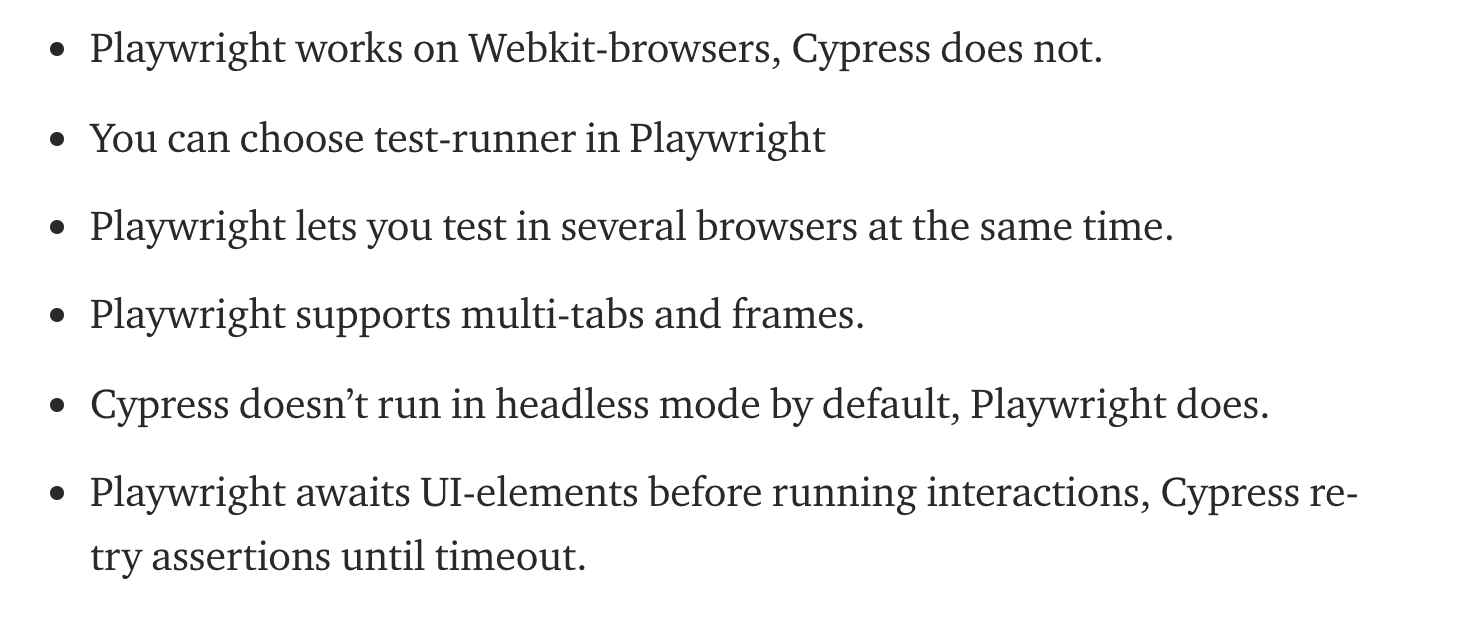 • Playwright works on Webkit-browsers, Cypress does not.
• You can choose test-runner in Playwright
• Playwright lets you test in several browsers at the same time.
• Playwright supports multi-tabs and frames.
• Cypress doesn’t run in headless mode by default, Playwright does.
• Playwright awaits UI-elements before running interactions, Cypress re-
try assertions until timeout.